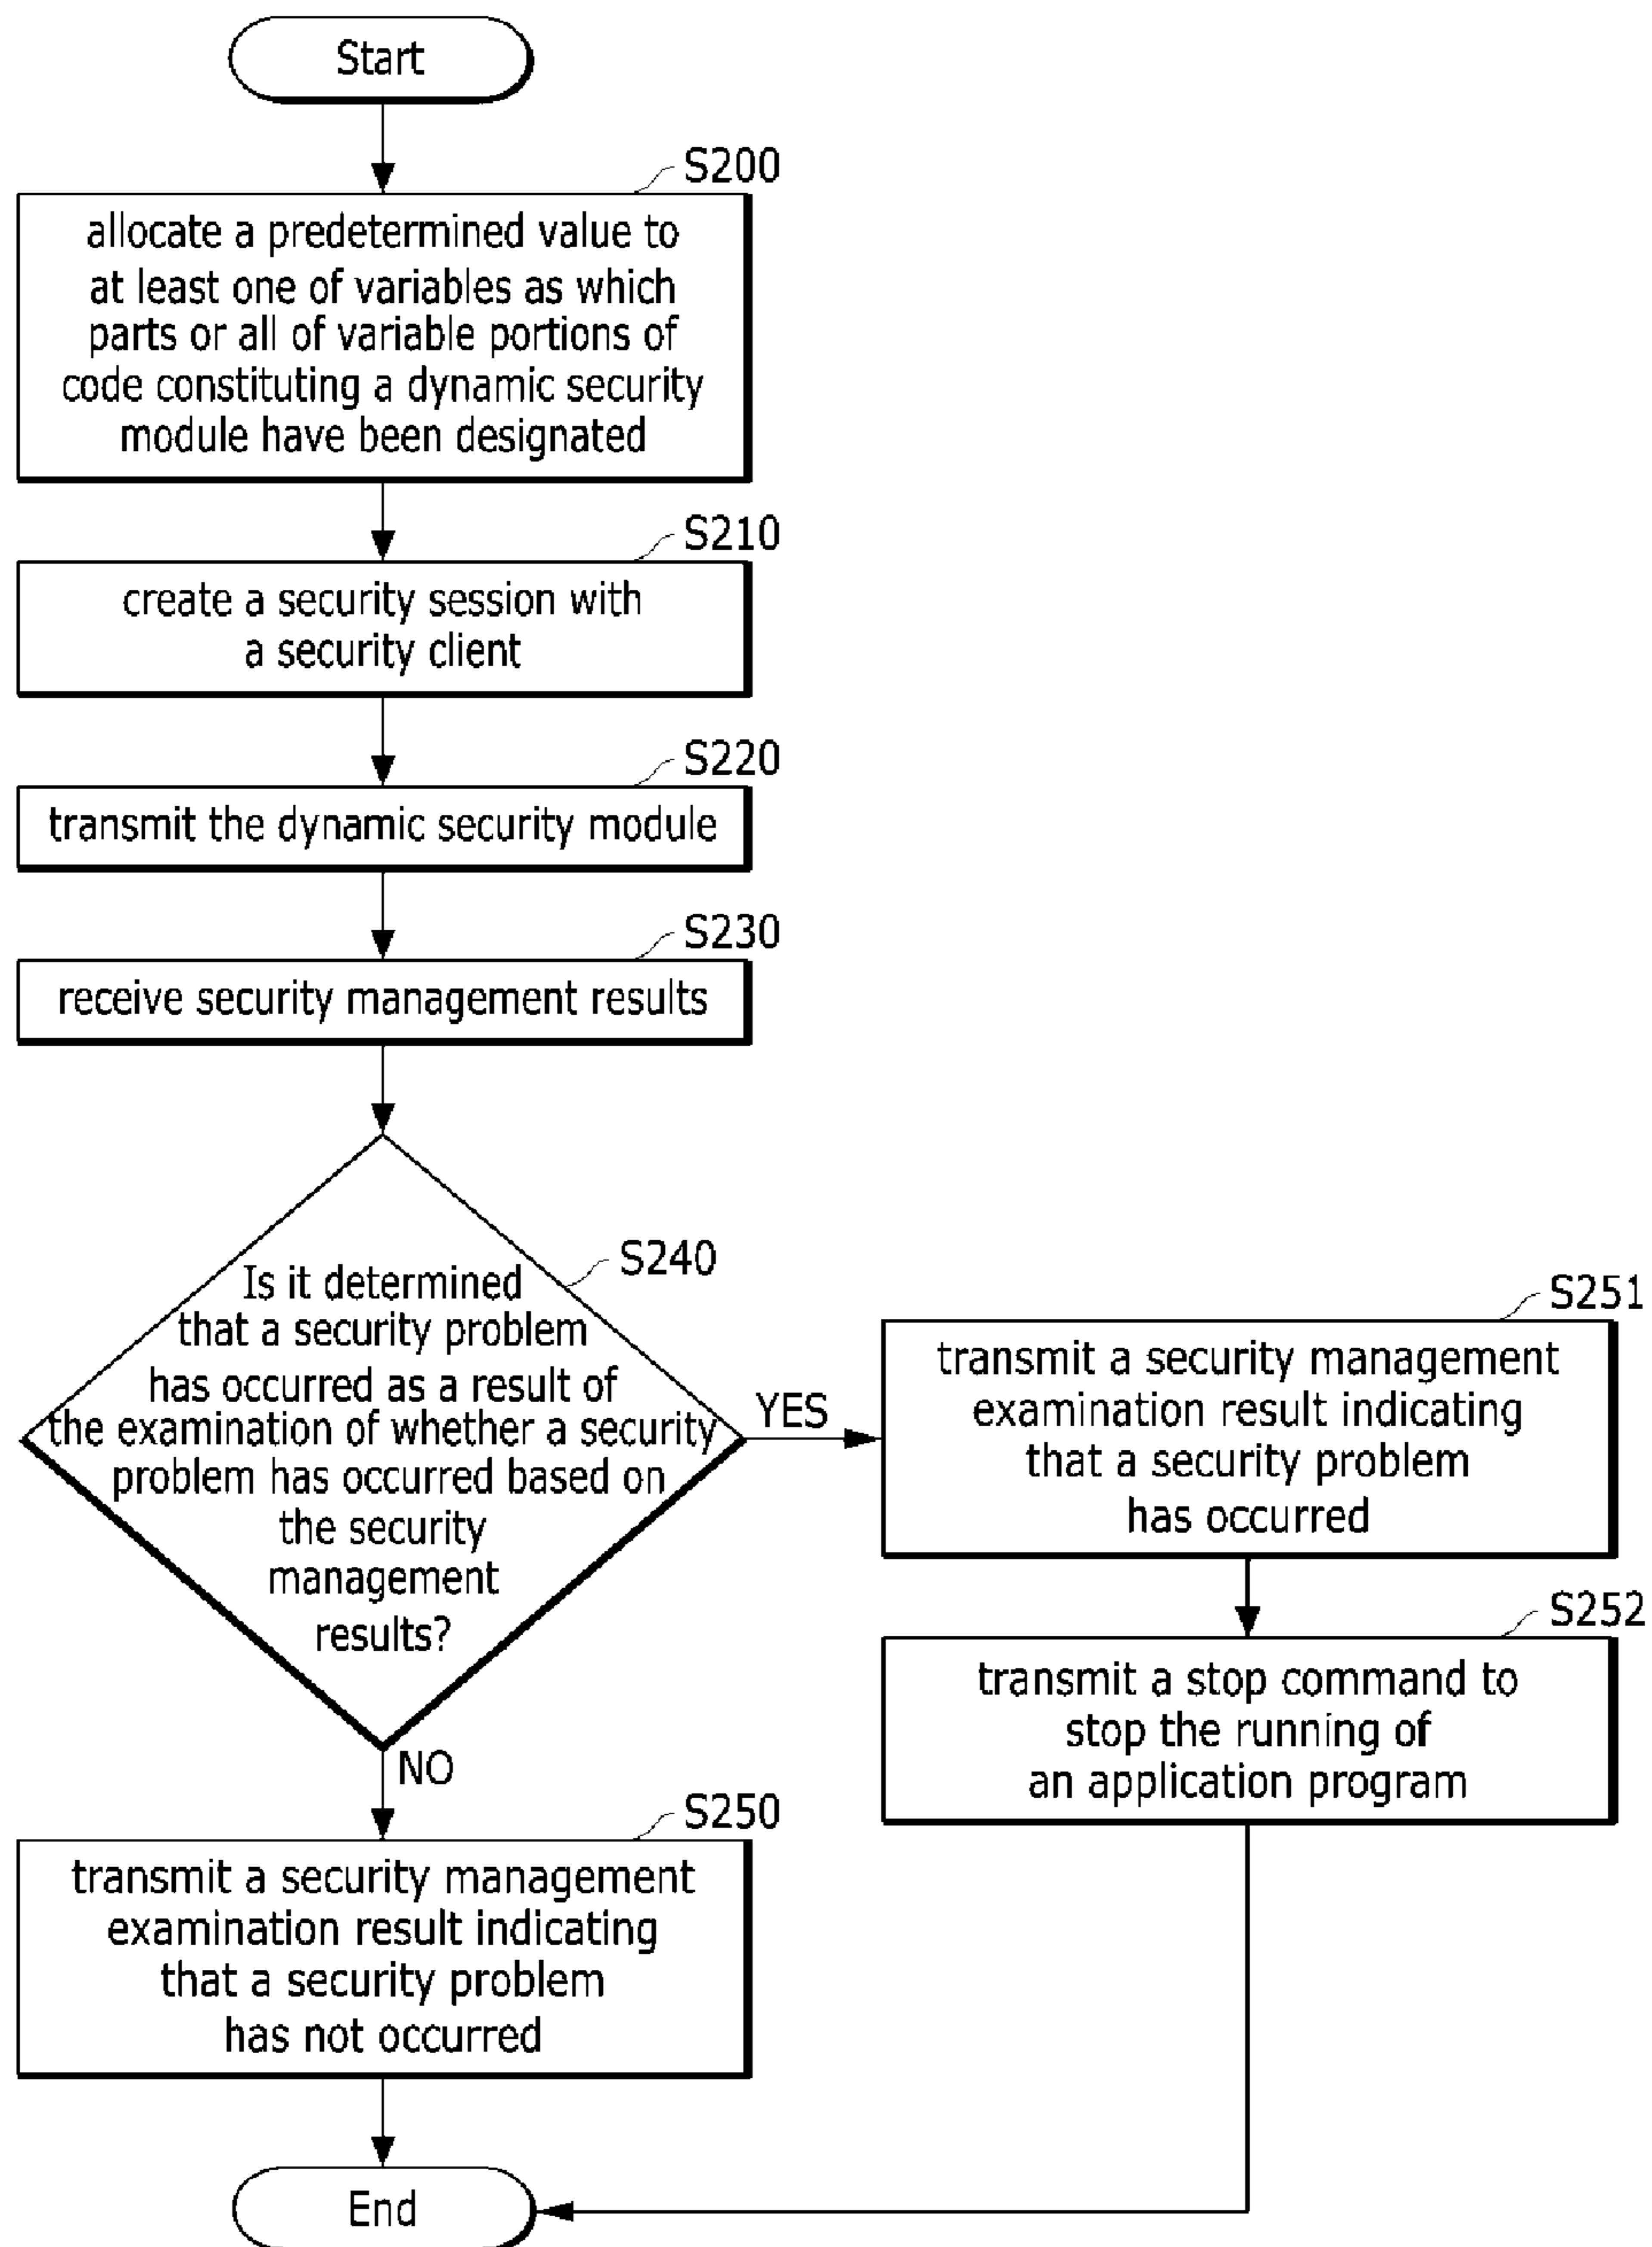 Start
S200
allocate a predetermined value to
at least one of variables as which
parts or all of variable portions of
code constituting a dynamic security
module have been designated
S210
create a security session with
a security client
S220
transmit the dynamic security module
S230
receive security management results
S240
Is it determined
that a security problem
has occurred as a result of
the examination of whether a security
problem has occurred based on
the security
management
results?
YES
S251
transmit a security management
examination result indicating
that a security problem
has occurred
S252
transmit a stop command to
stop the running of
an application program
NO
S250
transmit a security management
examination result indicating
that a security problem
has not occurred
End